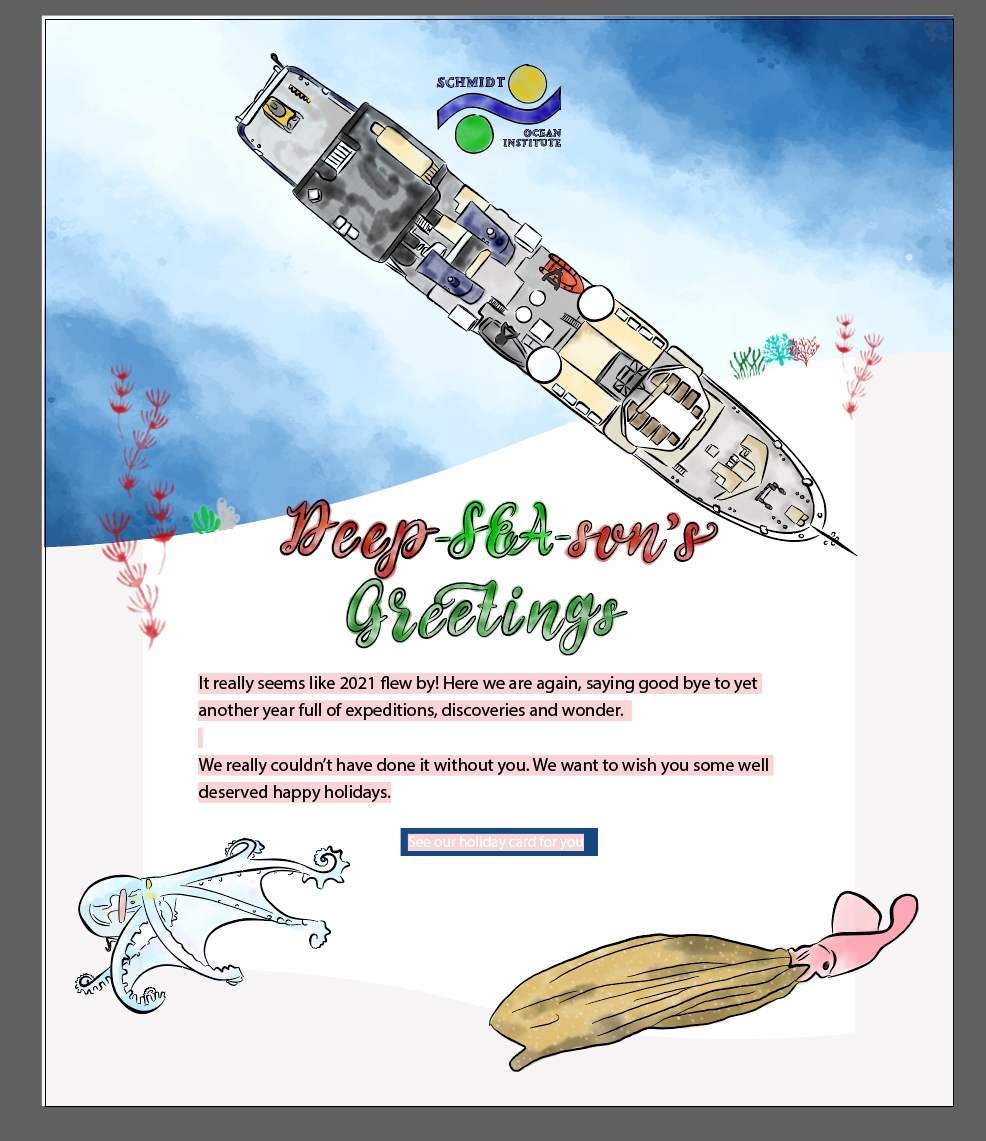 SCHMIDT
OCEAN
INSTITUTE
Deep-SEA-son's
Greetings
It really seems like 2021 flew by! Here we are again, saying good bye to yet
another year full of expeditions, discoveries and wonder.
We really couldn't have done it without you. We want to wish you some well
deserved happy holidays.
See our holiday card for you